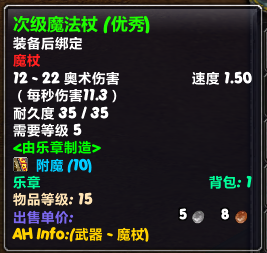 次级魔法杖 (优秀)
装备后绑定
魔杖
12 - 22 奥术伤害 速度 1.50
( 每秒伤害11.3 )
耐久度 35 / 35
需要等级 5
<由乐章制造>
附魔 (10)
乐章 背包: 1
物品等级: 15
出售单价: 5 8
AH Info:(武器 - 魔杖)